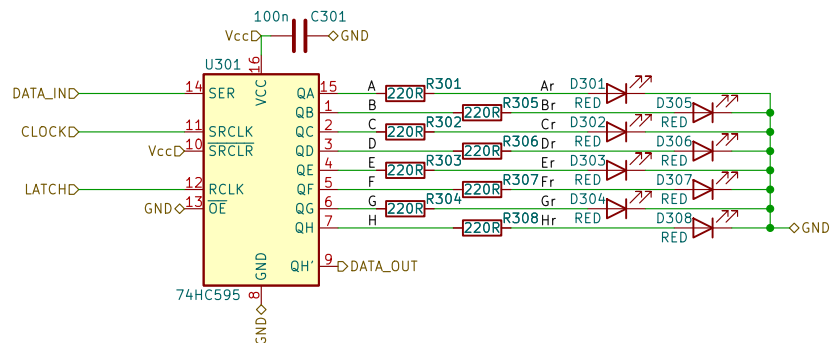 100n C301
Vcc GND
U301
16
VCC
DATA_IN 14 SER QA 15 A R301 220R Ar D301 RED
QB 1 B R305 220R Br D305 RED
CLOCK 11 SRCLK QC 2 C R302 220R Cr D302 RED
Vcc 10 SRCLR QD 3 D R306 220R Dr D306 RED
QE 4 E R303 220R Er D303 RED
LATCH 12 RCLK QF 5 F R307 220R Fr D307 RED
GND 13 OE QG 6 G R304 220R Gr D304 RED
QH 7 H R308 220R Hr D308 RED GND
GND QH' 9 DATA_OUT
74HC595 8
GND